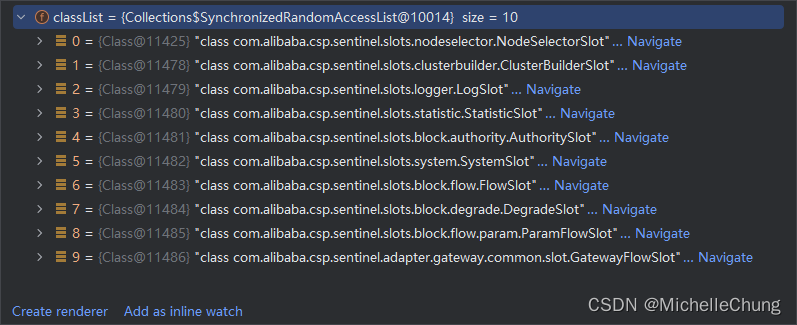 f classList = {Collections$SynchronizedRandomAccessList@10014} size = 10
0 = {Class@11425} "class com.alibaba.csp.sentinel.slots.nodeselector.NodeSelectorSlot" ... Navigate
1 = {Class@11478} "class com.alibaba.csp.sentinel.slots.clusterbuilder.ClusterBuilderSlot" ... Navigate
2 = {Class@11479} "class com.alibaba.csp.sentinel.slots.logger.LogSlot" ... Navigate
3 = {Class@11480} "class com.alibaba.csp.sentinel.slots.statistic.StatisticSlot" ... Navigate
4 = {Class@11481} "class com.alibaba.csp.sentinel.slots.block.authority.AuthoritySlot" ... Navigate
5 = {Class@11482} "class com.alibaba.csp.sentinel.slots.system.SystemSlot" ... Navigate
6 = {Class@11483} "class com.alibaba.csp.sentinel.slots.block.flow.FlowSlot" ... Navigate
7 = {Class@11484} "class com.alibaba.csp.sentinel.slots.block.degrade.DegradeSlot" ... Navigate
8 = {Class@11485} "class com.alibaba.csp.sentinel.slots.block.flow.param.ParamFlowSlot" ... Navigate
9 = {Class@11486} "class com.alibaba.csp.sentinel.adapter.gateway.common.slot.GatewayFlowSlot" ... Navigate
Create renderer Add as inline watch
CSDN @MichelleChung